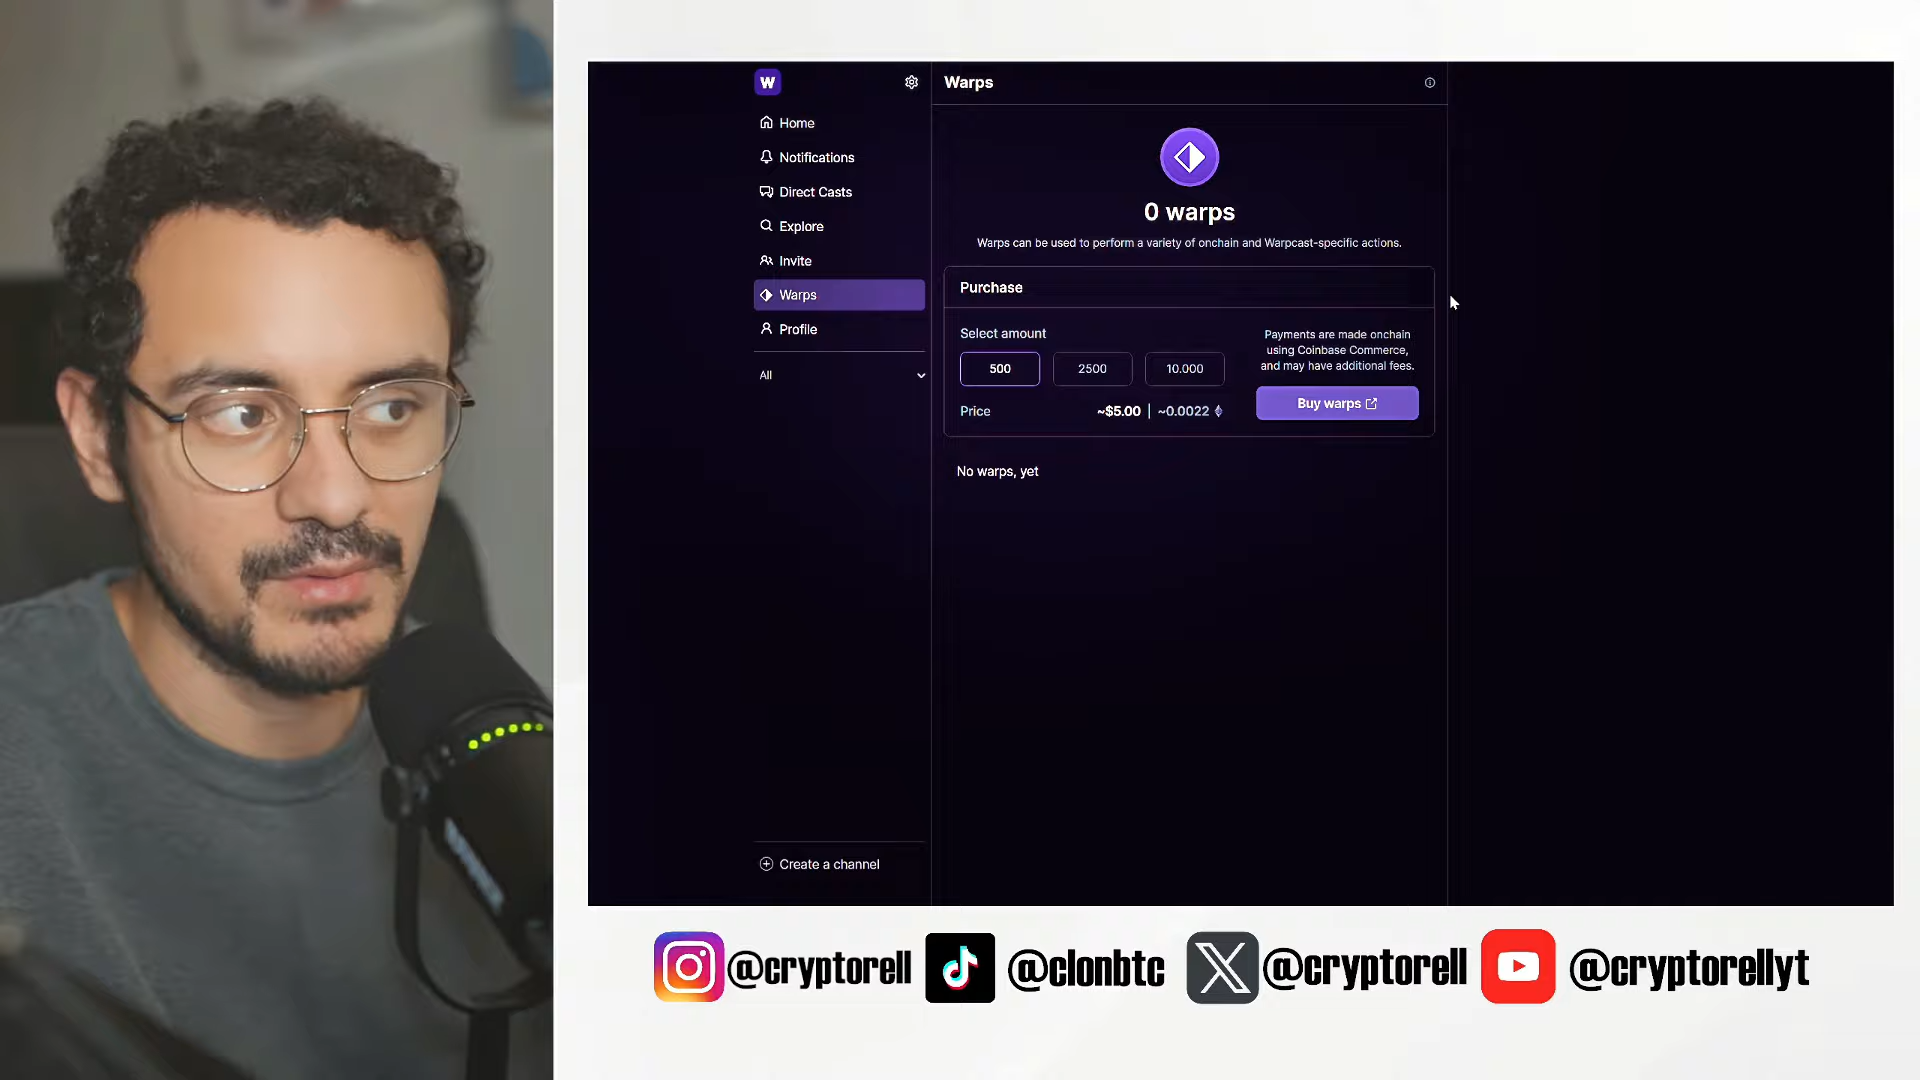 W
Warps
Home
Notifications
Direct Casts
Explore
Invite
Warps
Profile
All
Create a channel
0 warps
Warps can be used to perform a variety of onchain and Warpcast-specific actions.
Purchase
Select amount
500
2500
10.000
Price
~$5.00 | ~0.0022
Payments are made onchain
using Coinbase Commerce,
and may have additional fees.
Buy warps
No warps, yet
@cryptorell
@clonbtc
@cryptorell
@cryptorellyt